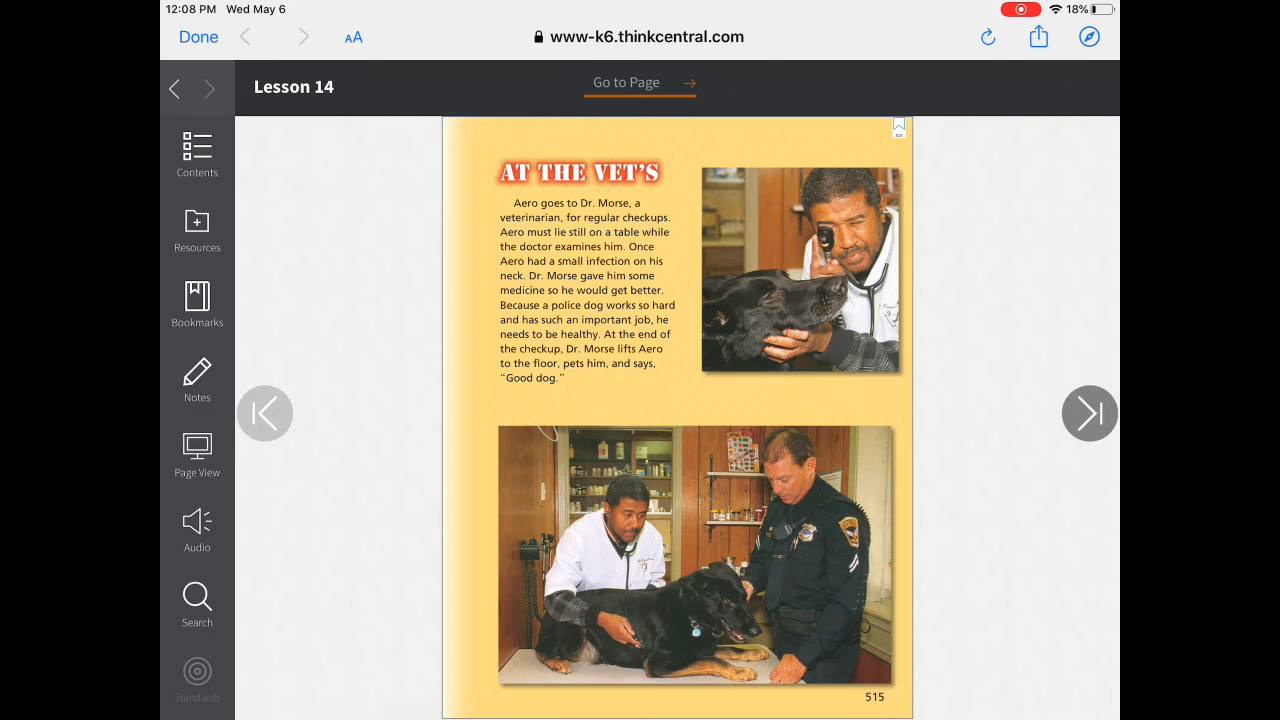 12:08 PM Wed May 6
18%
Done
AA
www-k6.thinkcentral.com
Lesson 14
Go to Page
Contents
Resources
Bookmarks
Notes
Page View
Audio
Search
Standards
AT THE VET'S
Aero goes to Dr. Morse, a
veterinarian, for regular checkups.
Aero must lie still on a table while
the doctor examines him. Once
Aero had a small infection on his
neck. Dr. Morse gave him some
medicine so he would get better.
Because a police dog works so hard
and has such an important job, he
needs to be healthy. At the end of
the checkup, Dr. Morse lifts Aero
to the floor, pets him, and says,
“Good dog.”
515